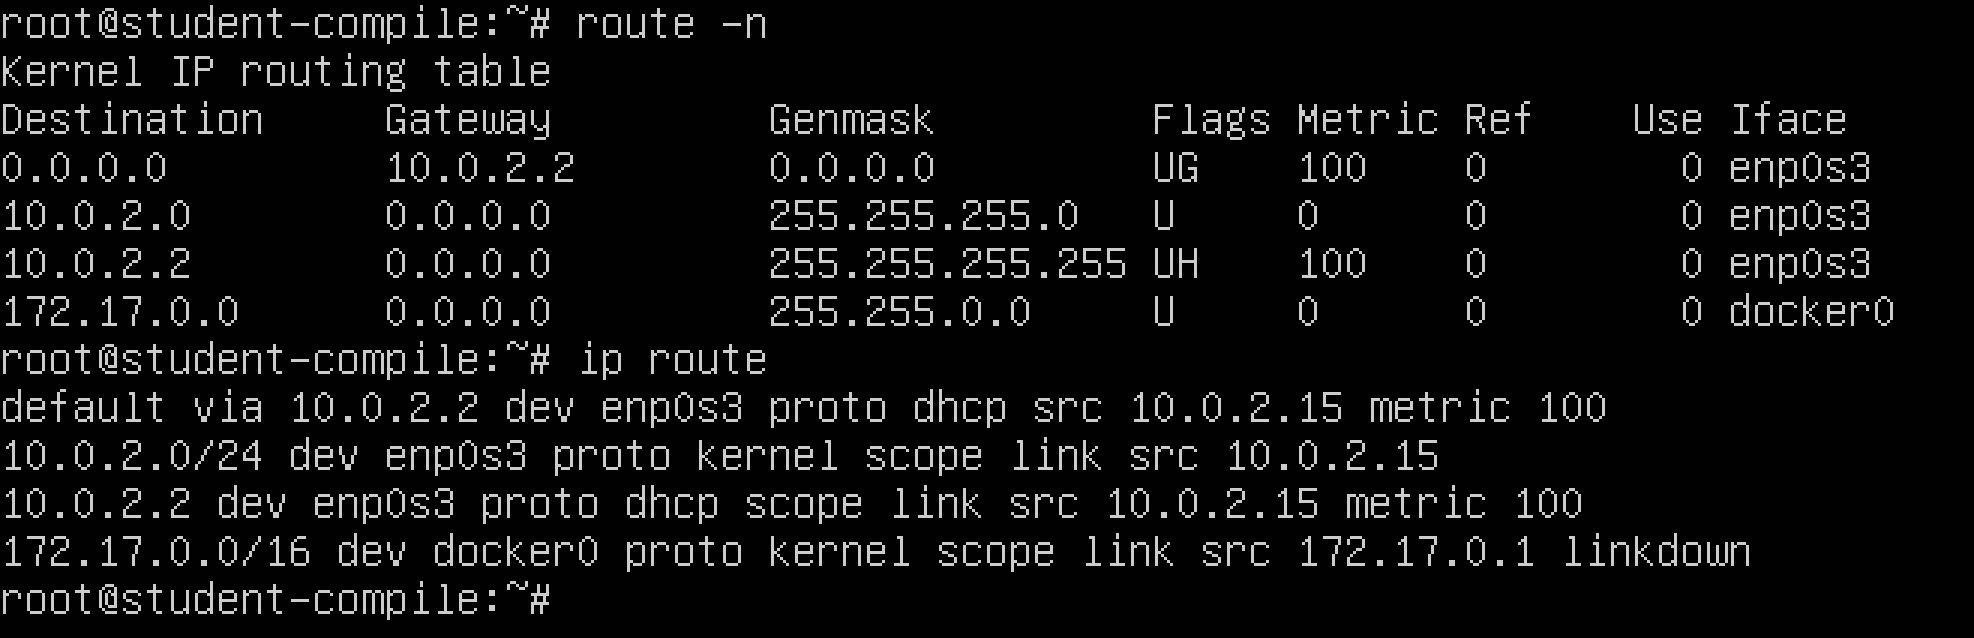 root@student-compile:~# route -n
Kernel IP routing table
Destination     Gateway         Genmask         Flags Metric Ref    Use Iface
0.0.0.0         10.0.2.2        0.0.0.0         UG    100    0        0 enp0s3
10.0.2.0        0.0.0.0         255.255.255.0   U     0      0        0 enp0s3
10.0.2.2        0.0.0.0         255.255.255.255 UH    100    0        0 enp0s3
172.17.0.0      0.0.0.0         255.255.0.0     U     0      0        0 docker0
root@student-compile:~# ip route
default via 10.0.2.2 dev enp0s3 proto dhcp src 10.0.2.15 metric 100
10.0.2.0/24 dev enp0s3 proto kernel scope link src 10.0.2.15
10.0.2.2 dev enp0s3 proto dhcp scope link src 10.0.2.15 metric 100
172.17.0.0/16 dev docker0 proto kernel scope link src 172.17.0.1 linkdown
root@student-compile:~#